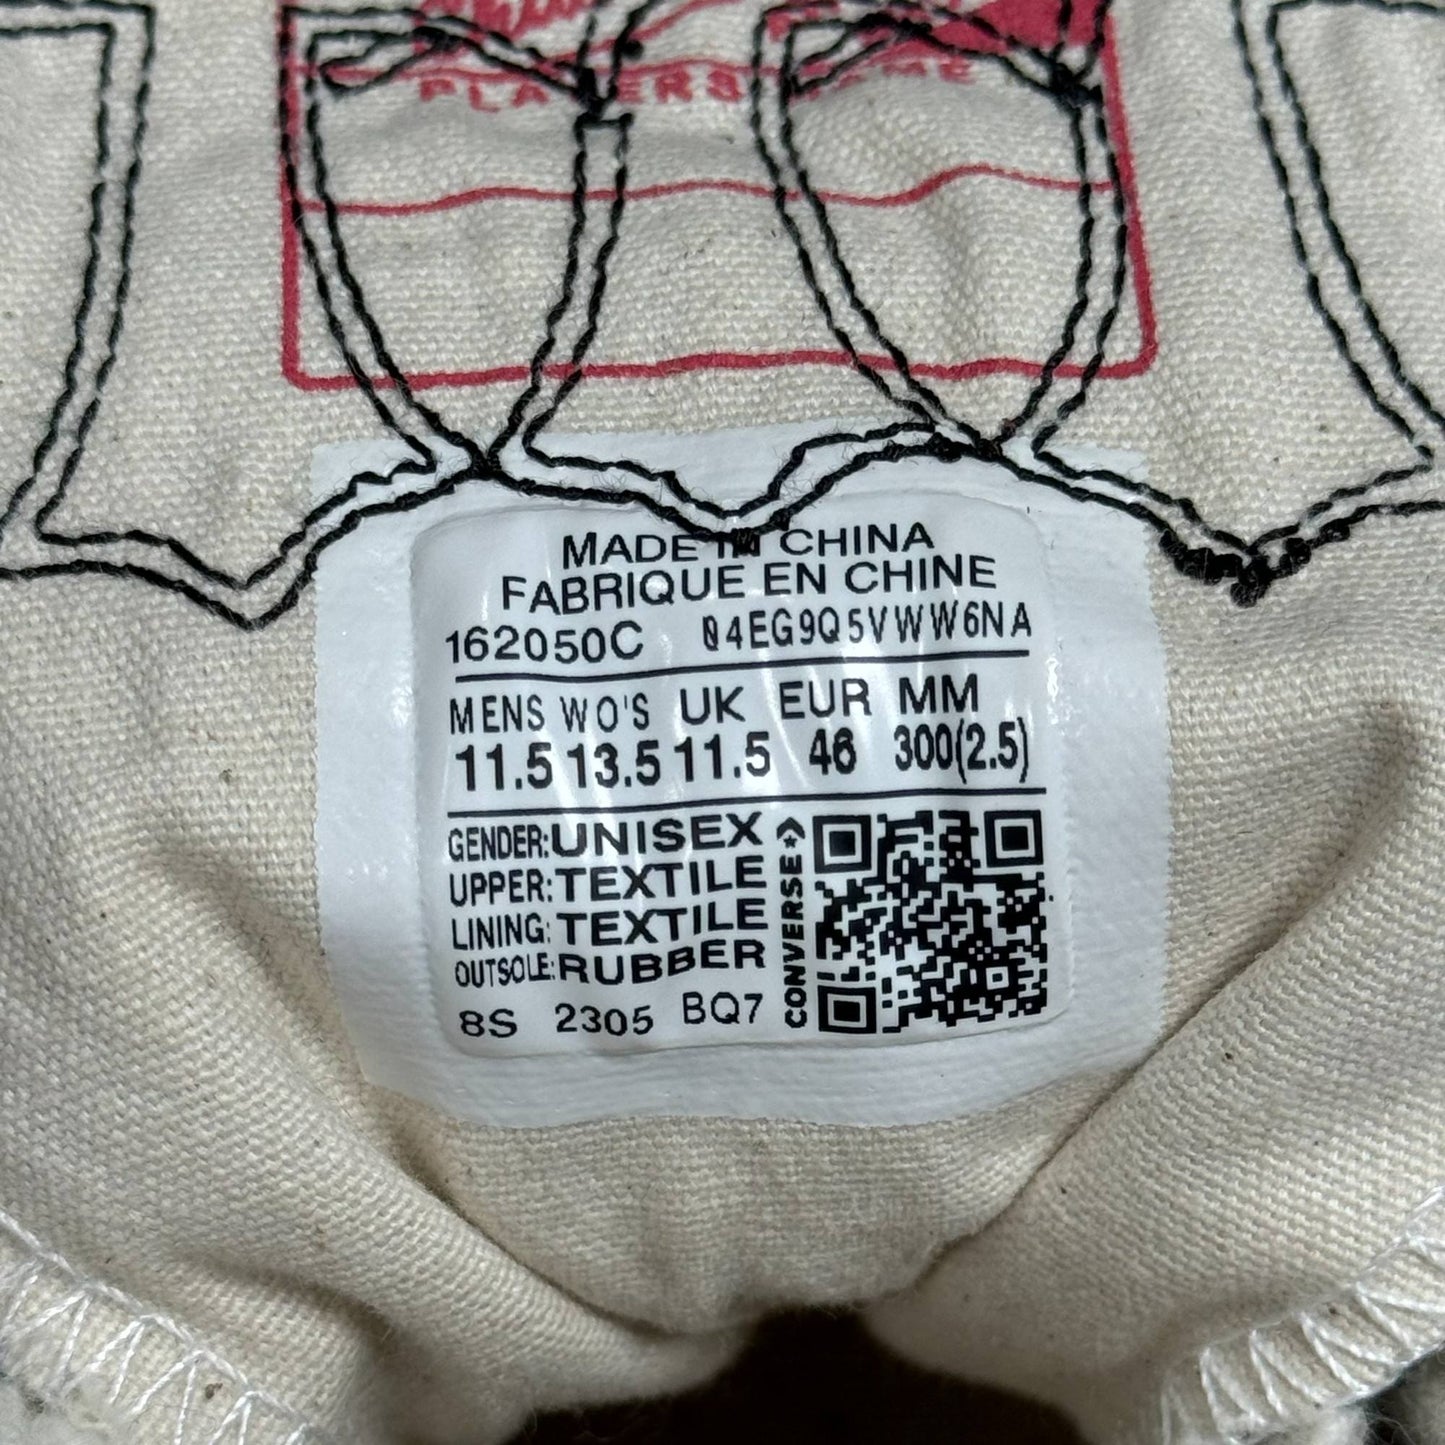 PLAYERS NAME
MADE IN CHINA
FABRIQUE EN CHINE
162050C 04EG9Q5VWW6NA
MENS WO'S UK EUR MM
11.5 13.5 11.5 46 300(2.5)
GENDER: UNISEX
UPPER: TEXTILE
LINING: TEXTILE
OUTSOLE: RUBBER
8S 2305 BQ7
CONVERSE